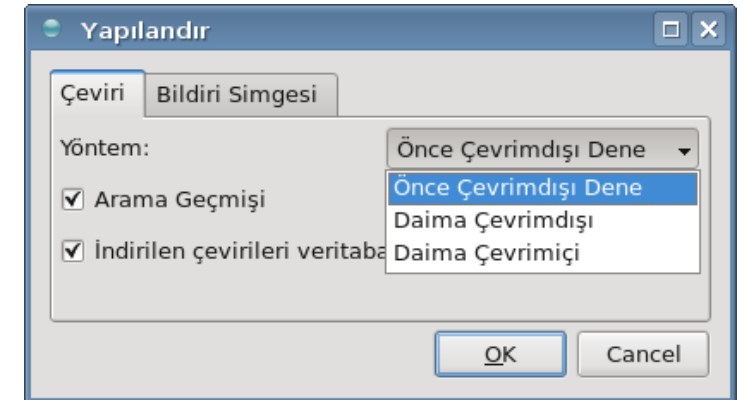 Yapılandır
Çeviri Bildiri Simgesi
Yöntem: Önce Çevrimdışı Dene
Önce Çevrimdışı Dene
Arama Geçmişi
Daima Çevrimdışı
İndirilen çevirileri
Daima Çevrimiçi
OK Cancel